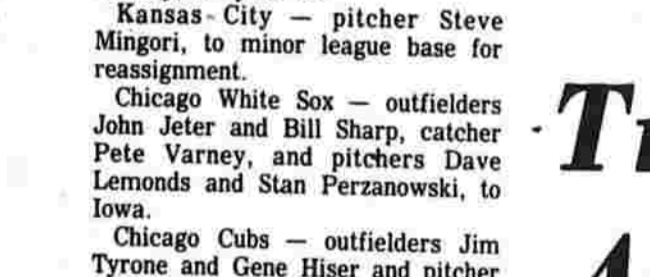 Kansas- City — pitcher Steve
Mingori, to minor league base for
reassignment.
Chicago White Sox — outfielders
John Jeter and Bill Sharp, catcher
Pete Varney, and pitchers Dave
Lemonds and Stan Perzanowski, to
Iowa.
Chicago Cubs — outfielders Jim
Tyrone and Gene Hiser and pitcher